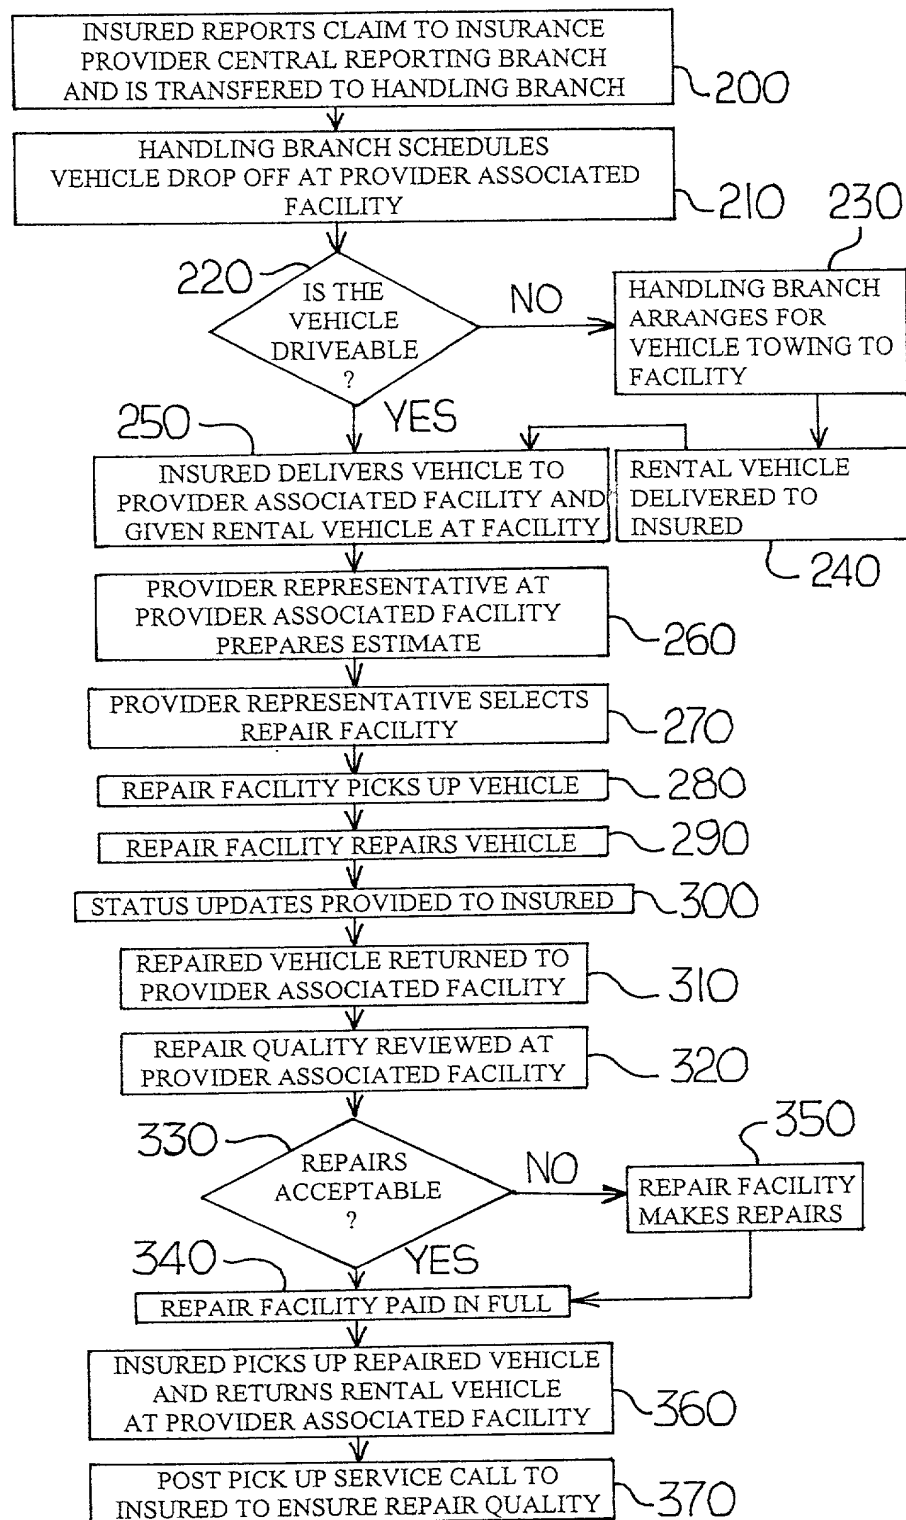 INSURED REPORTS CLAIM TO INSURANCE
PROVIDER CENTRAL REPORTING BRANCH
AND IS TRANSFERED TO HANDLING BRANCH
200
HANDLING BRANCH SCHEDULES
VEHICLE DROP OFF AT PROVIDER ASSOCIATED
FACILITY
210
230
220
IS THE
VEHICLE
DRIVEABLE
?
NO
HANDLING BRANCH
ARRANGES FOR
VEHICLE TOWING TO
FACILITY
YES
250
INSURED DELIVERS VEHICLE TO
PROVIDER ASSOCIATED FACILITY AND
GIVEN RENTAL VEHICLE AT FACILITY
RENTAL VEHICLE
DELIVERED TO
INSURED
240
PROVIDER REPRESENTATIVE AT
PROVIDER ASSOCIATED FACILITY
PREPARES ESTIMATE
260
PROVIDER REPRESENTATIVE SELECTS
REPAIR FACILITY
270
REPAIR FACILITY PICKS UP VEHICLE
280
REPAIR FACILITY REPAIRS VEHICLE
290
STATUS UPDATES PROVIDED TO INSURED
300
REPAIRED VEHICLE RETURNED TO
PROVIDER ASSOCIATED FACILITY
310
REPAIR QUALITY REVIEWED AT
PROVIDER ASSOCIATED FACILITY
320
330
REPAIRS
ACCEPTABLE
?
NO
350
REPAIR FACILITY
MAKES REPAIRS
YES
340
REPAIR FACILITY PAID IN FULL
INSURED PICKS UP REPAIRED VEHICLE
AND RETURNS RENTAL VEHICLE
AT PROVIDER ASSOCIATED FACILITY
360
POST PICK UP SERVICE CALL TO
INSURED TO ENSURE REPAIR QUALITY
370